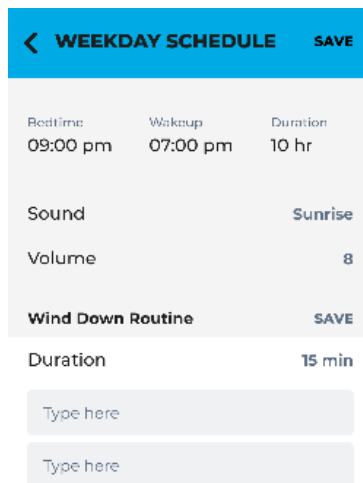 WEEKDAY SCHEDULE SAVE
Bedtime Wakeup Duration
09:00 pm 07:00 pm 10 hr
Sound Sunrise
Volume 8
Wind Down Routine SAVE
Duration 15 min
Type here
Type here